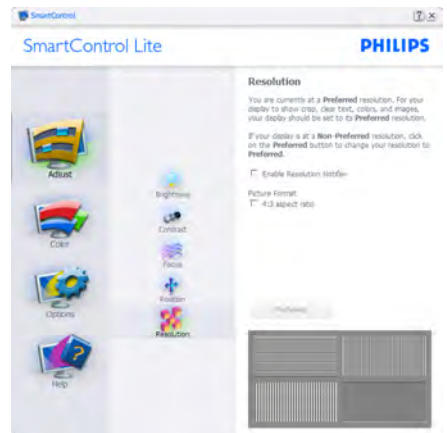 SmartControl
SmartControl Lite
PHILIPS
Resolution
You are currently at a Preferred resolution. For your
display to show crisp, clear text, colors, and images,
your display should be set to its Preferred resolution.
If your display is at a Non-Preferred resolution, click
on the Preferred button to change your resolution to
Preferred.
Enable Resolution Notifier
Picture Format
4:3 aspect ratio
Preferred
Adjust
Color
Options
Help
Brightness
Contrast
Focus
Position
Resolution